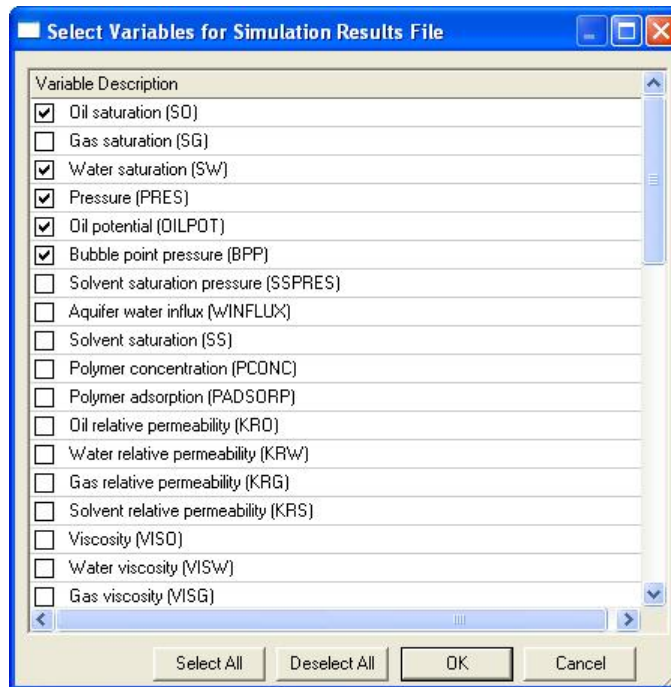 Select Variables for Simulation Results File
Variable Description
Oil saturation (SO)
Gas saturation (SG)
Water saturation (SW)
Pressure (PRES)
Oil potential (OILPOT)
Bubble point pressure (BPP)
Solvent saturation pressure (SSPRES)
Aquifer water influx (WINFLUX)
Solvent saturation (SS)
Polymer concentration (PCONC)
Polymer adsorption (PADSORP)
Oil relative permeability (KRO)
Water relative permeability (KRW)
Gas relative permeability (KRG)
Solvent relative permeability (KRS)
Viscosity (VISO)
Water viscosity (VISW)
Gas viscosity (VISG)
Select All Deselect All OK Cancel